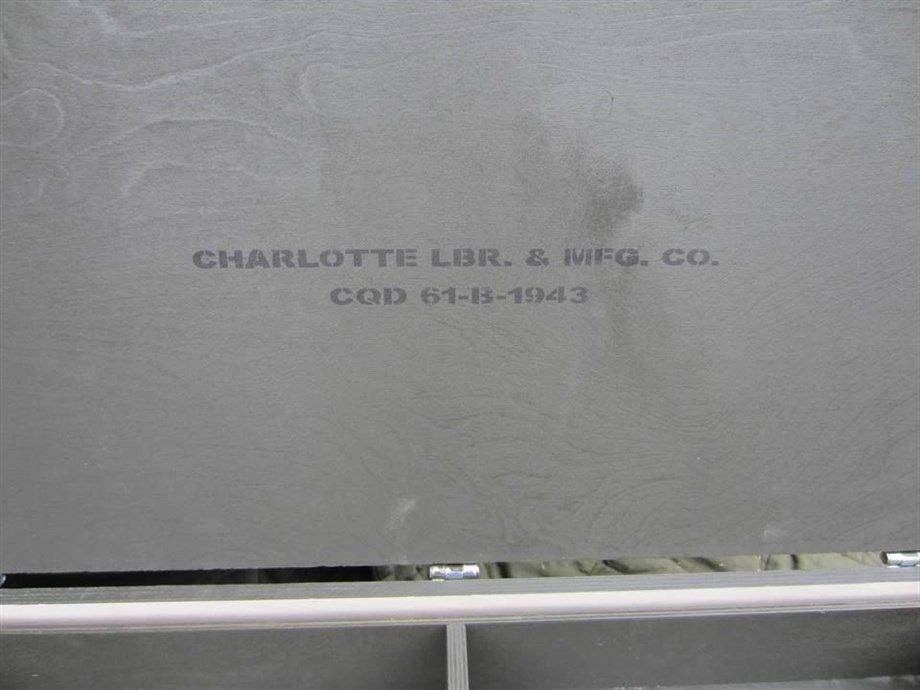 CHARLOTTE LBR. & MFG. CO.
CQD 61-B-1943